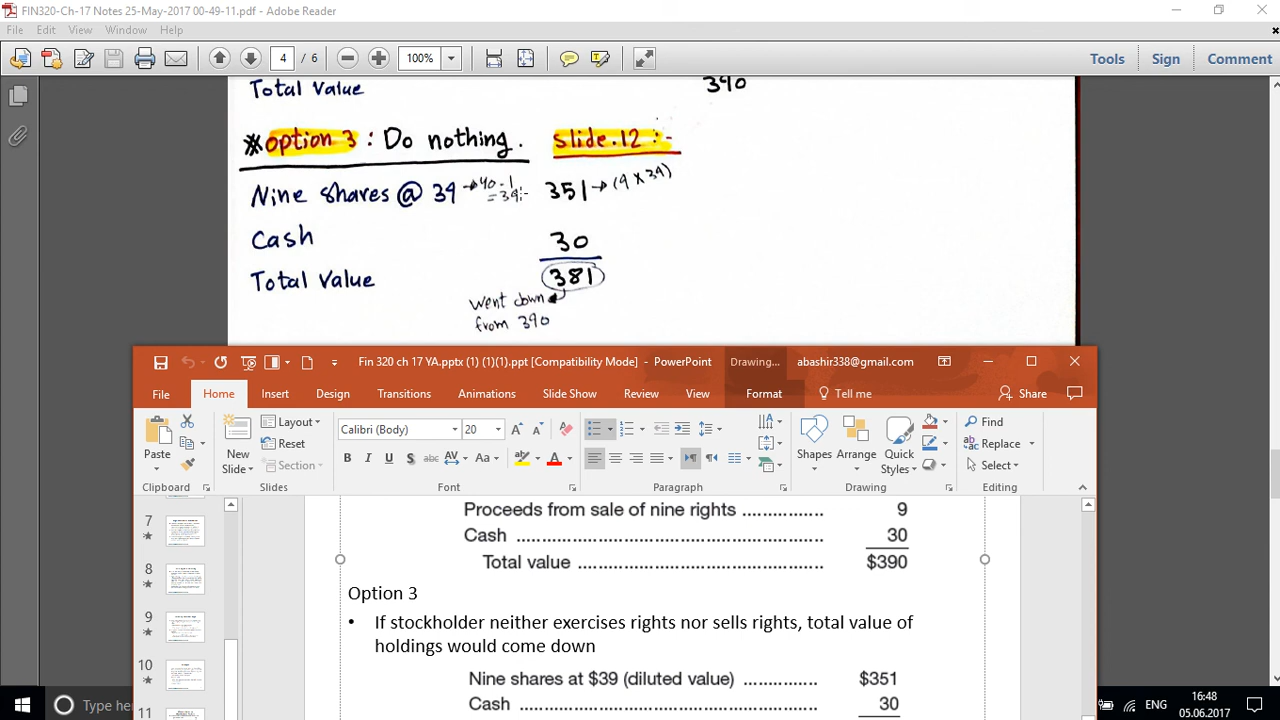 FIN320-Ch-17 Notes 25-May-2017 00-49-11.pdf - Adobe Reader
File Edit View Window Help
4 / 6 100% Tools Sign Comment
Total Value 390
*option 3 : Do nothing. slide.12 :-
Nine shares @ 39 → 40 - 1 = 39 351 → (9 x 39)
Cash 30
Total Value 381
went down
from 390
Fin 320 ch 17 YA.pptx (1) (1)(1).ppt [Compatibility Mode] - PowerPoint Drawing... abashir338@gmail.com
File Home Insert Design Transitions Animations Slide Show Review View Format Tell me Share
Paste New Slide Layout Reset Section Calibri (Body) 20 Shapes Arrange Quick Styles Find Replace Select
B I U S abc AV Aa A
Clipboard Slides Font Paragraph Drawing Editing
Proceeds from sale of nine rights ................ 9
Cash ........................................................ 30
Total value ............................................. $390
Option 3
• If stockholder neither exercises rights nor sells rights, total value of
holdings would come down
Nine shares at $39 (diluted value) ............... $351
Cash ........................................................ 30
7
8
9
10
11
Type her
ENG
16:48
05.06.2017